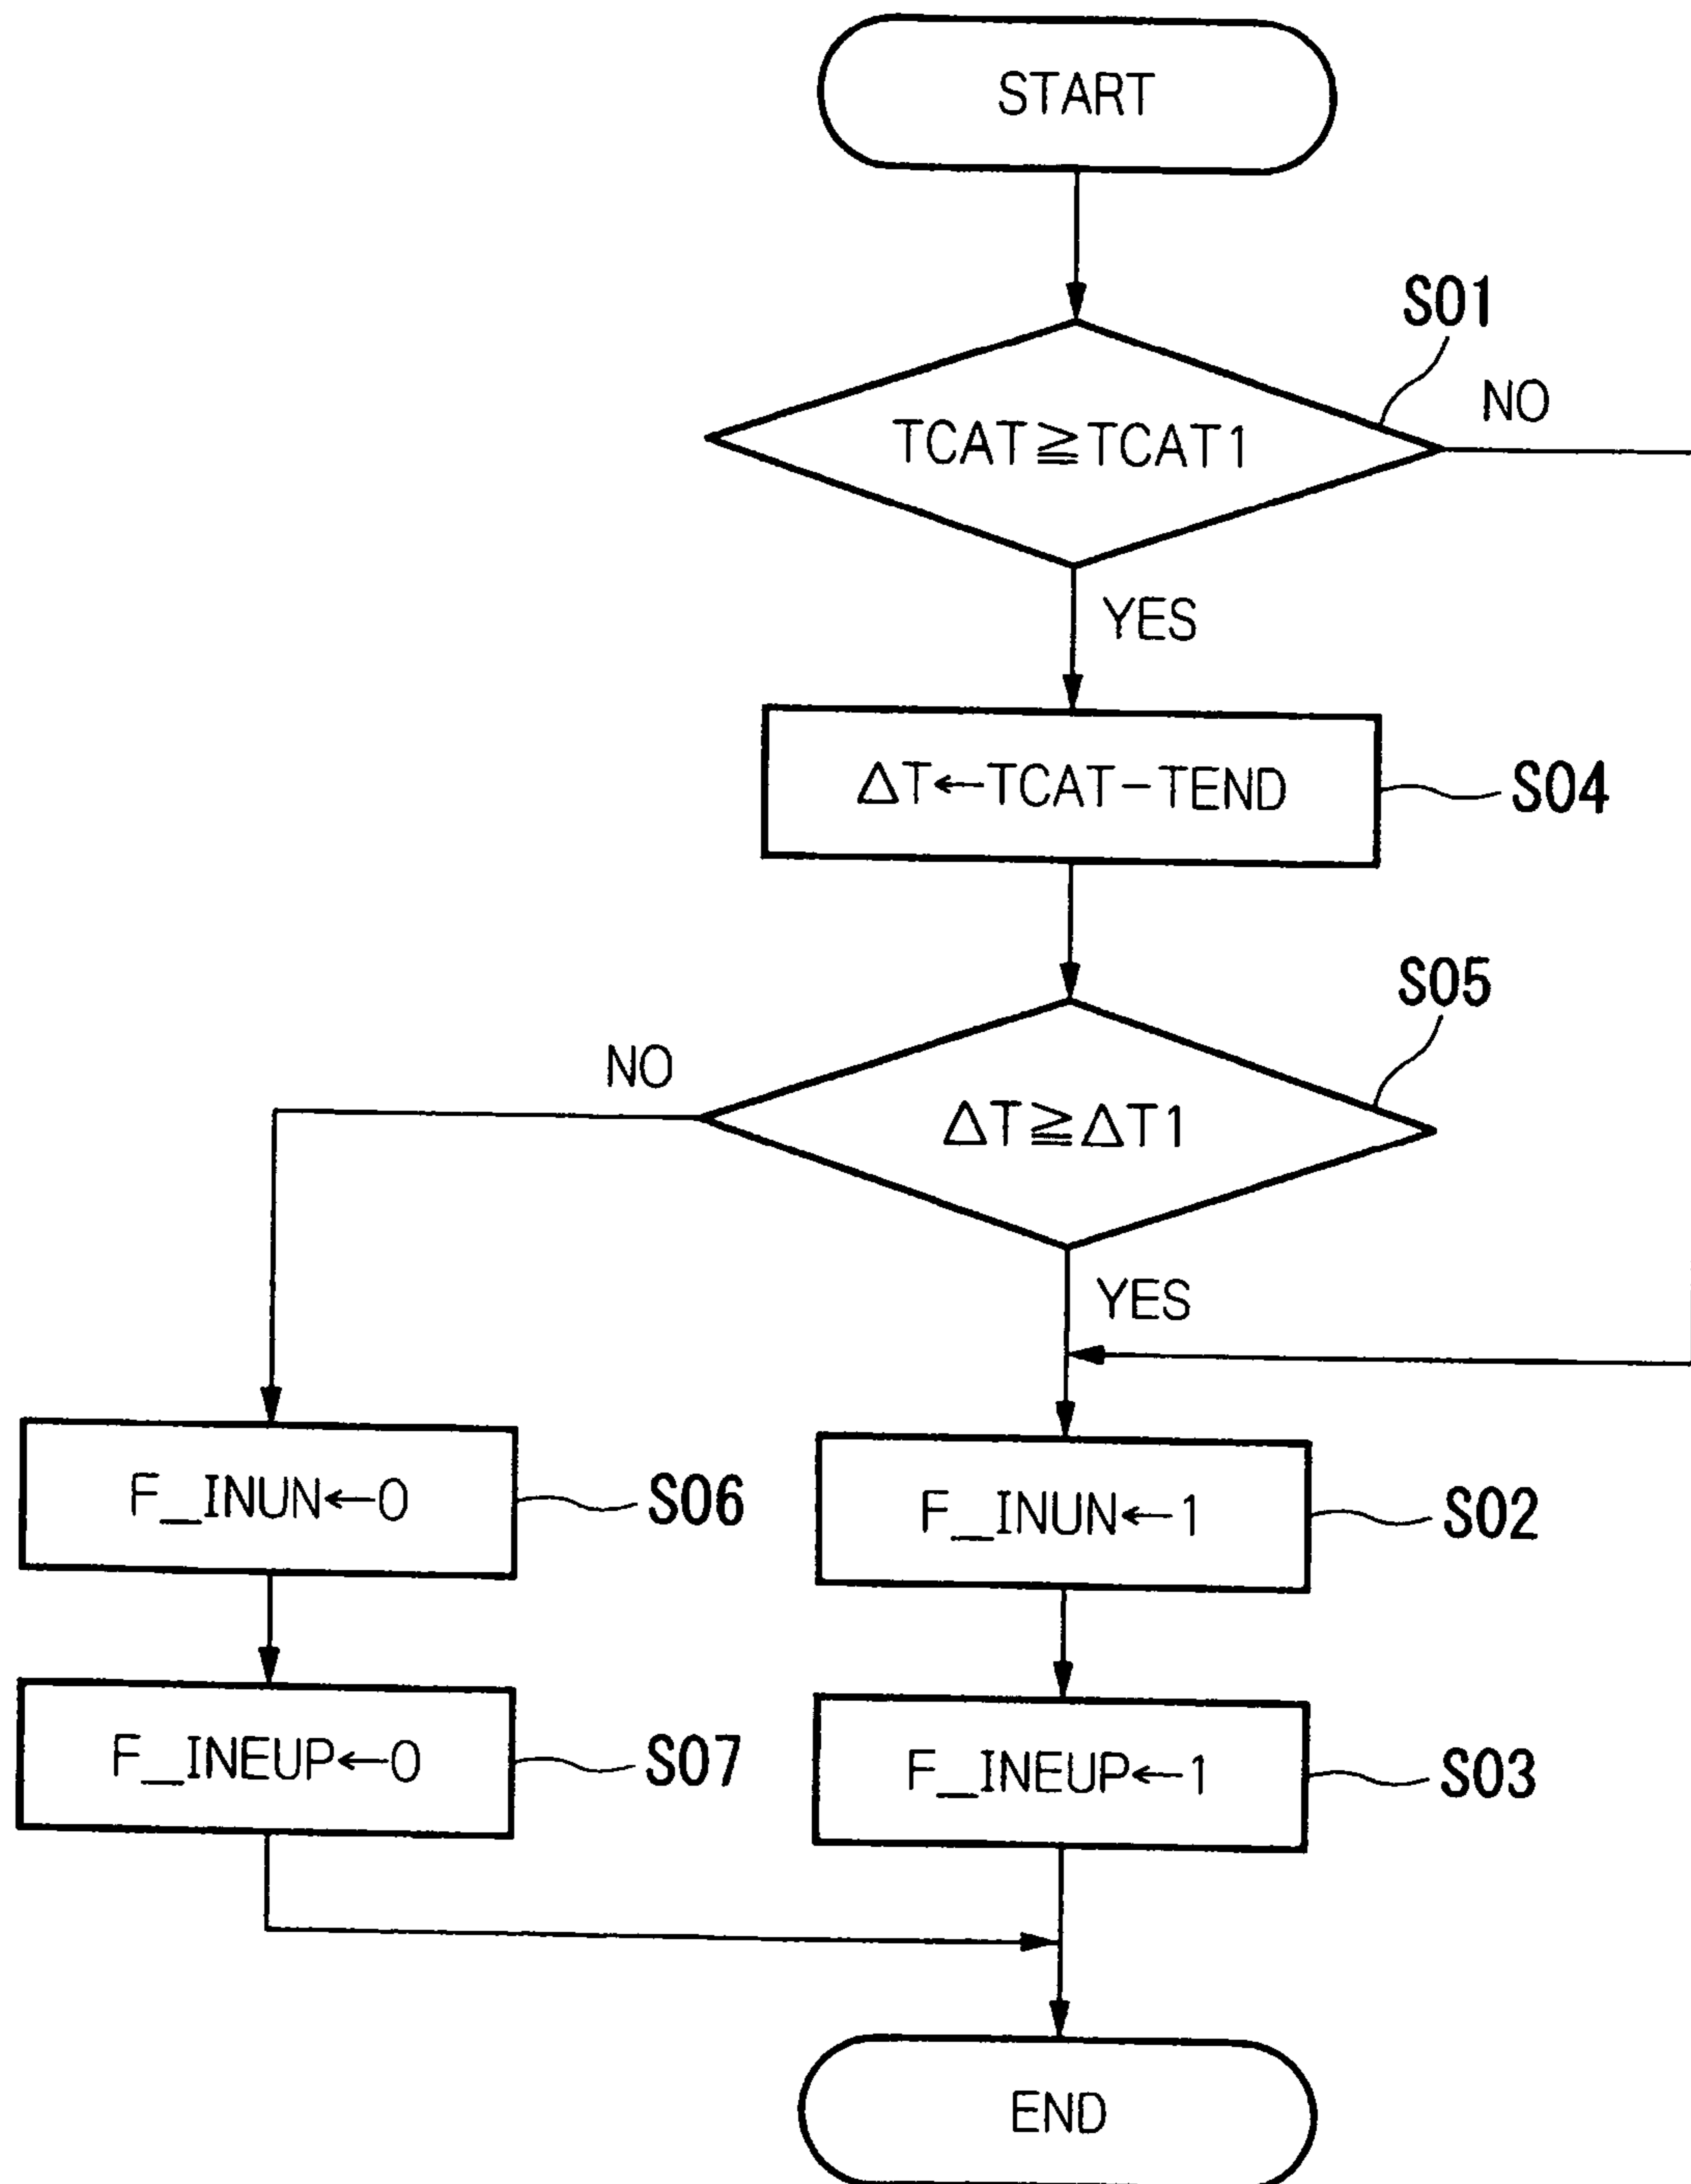 START
S01
NO
TCAT≧TCAT1
YES
ΔT←TCAT−TEND
S04
S05
NO
ΔT≧ΔT1
YES
F_INUN←0
S06
F_INUN←1
S02
F_INEUP←0
S07
F_INEUP←1
S03
END